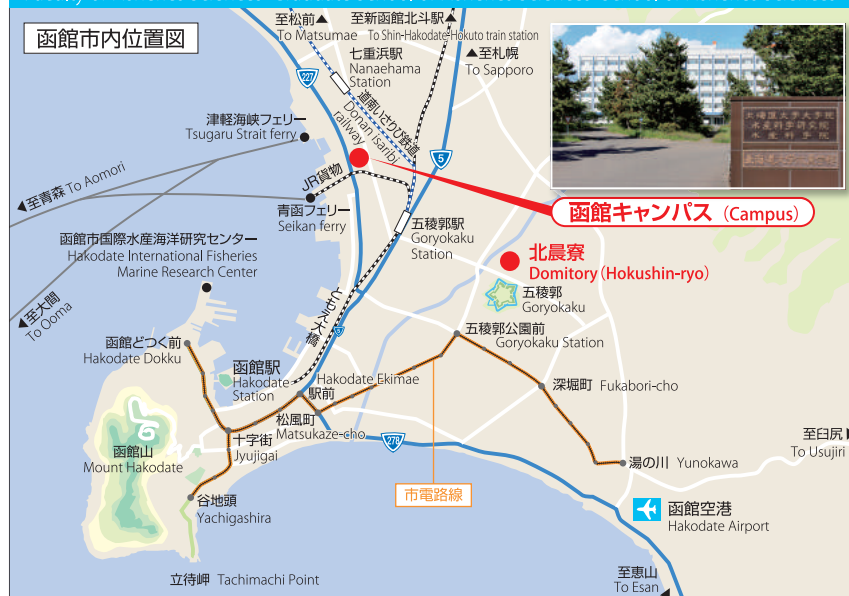 函館市内位置図
至松前
To Matsumae
至新函館北斗駅
To Shin-Hakodate-Hokuto train station
七重浜駅
Nanaehama
Station
至札幌
To Sapporo
227
道南いさりび鉄道
Donan isaribi
railway
津軽海峡フェリー
Tsugaru Strait ferry
5
JR貨物
至青森 To Aomori
青函フェリー
Seikan ferry
函館キャンパス (Campus)
函館市国際水産海洋研究センター
Hakodate International Fisheries
Marine Research Center
五稜郭駅
Goryokaku
Station
北晨寮
Domitory (Hokushin-ryo)
五稜郭
Goryokaku
至大間
To Ooma
ともえ大橋
函館どつく前
Hakodate Dokku
五稜郭公園前
Goryokaku Station
函館駅
Hakodate
Station
Hakodate Ekimae
駅前
深堀町 Fukabori-cho
松風町
Matsukaze-cho
278
十字街
Jyujigai
函館山
Mount Hakodate
至臼尻
To Usujiri
湯の川 Yunokawa
市電路線
谷地頭
Yachigashira
函館空港
Hakodate Airport
立待岬 Tachimachi Point
至恵山
To Esan